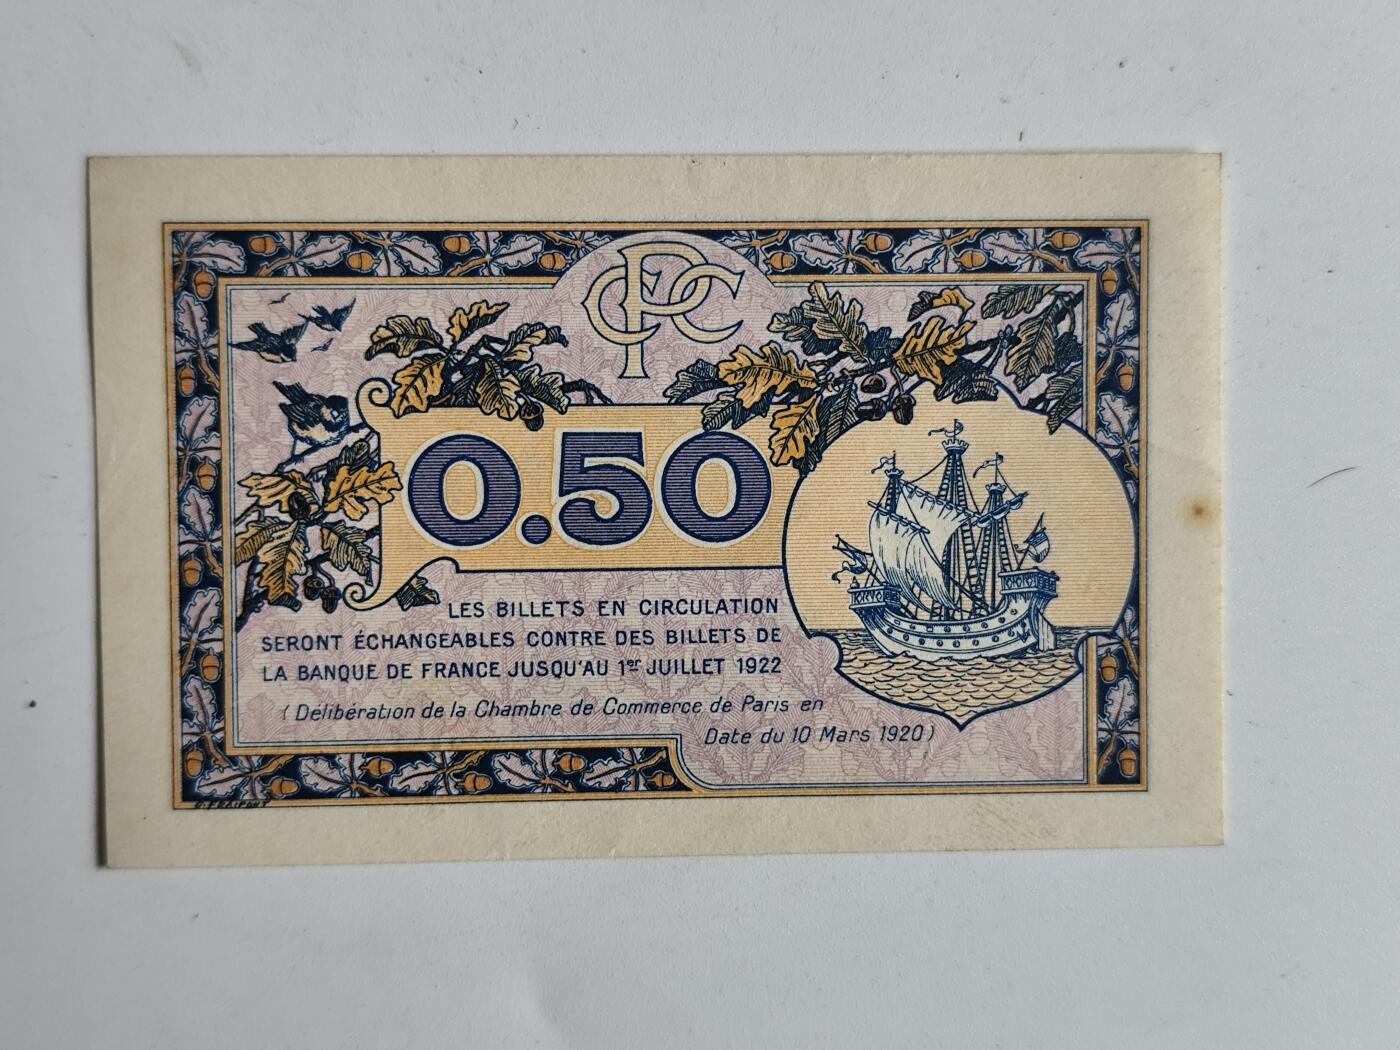 CPC
0.50
LES BILLETS EN CIRCULATION
SERONT ÉCHANGEABLES CONTRE DES BILLETS DE
LA BANQUE DE FRANCE JUSQU'AU 1er JUILLET 1922
(Délibération de la Chambre de Commerce de Paris en
Date du 10 Mars 1920)
G. FRAIPONT